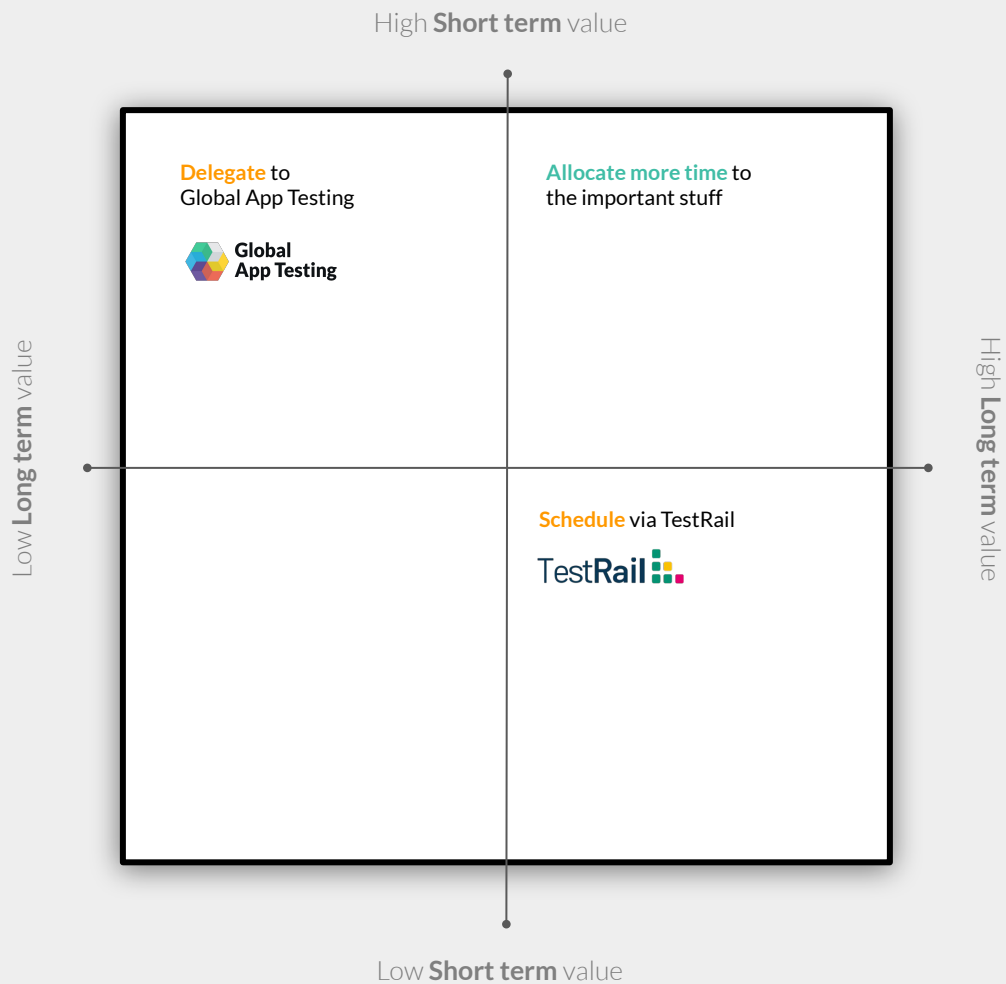 High Short term value
Delegate to
Global App Testing
Global
App Testing
Allocate more time to
the important stuff
Low Long term value
High Long term value
Schedule via TestRail
TestRail
Low Short term value